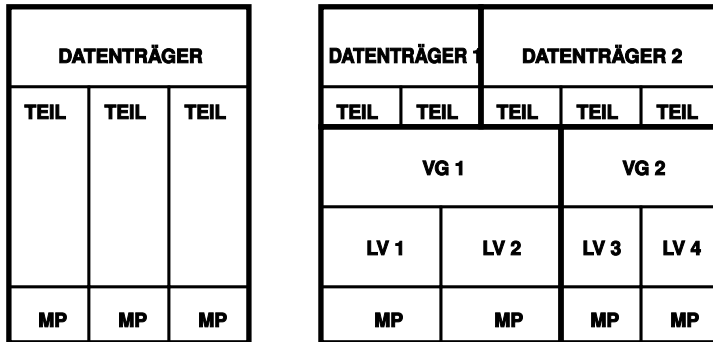 DATENTRÄGER
TEIL TEIL TEIL
MP MP MP
DATENTRÄGER 1 DATENTRÄGER 2
TEIL TEIL TEIL TEIL TEIL
VG 1 VG 2
LV 1 LV 2 LV 3 LV 4
MP MP MP MP